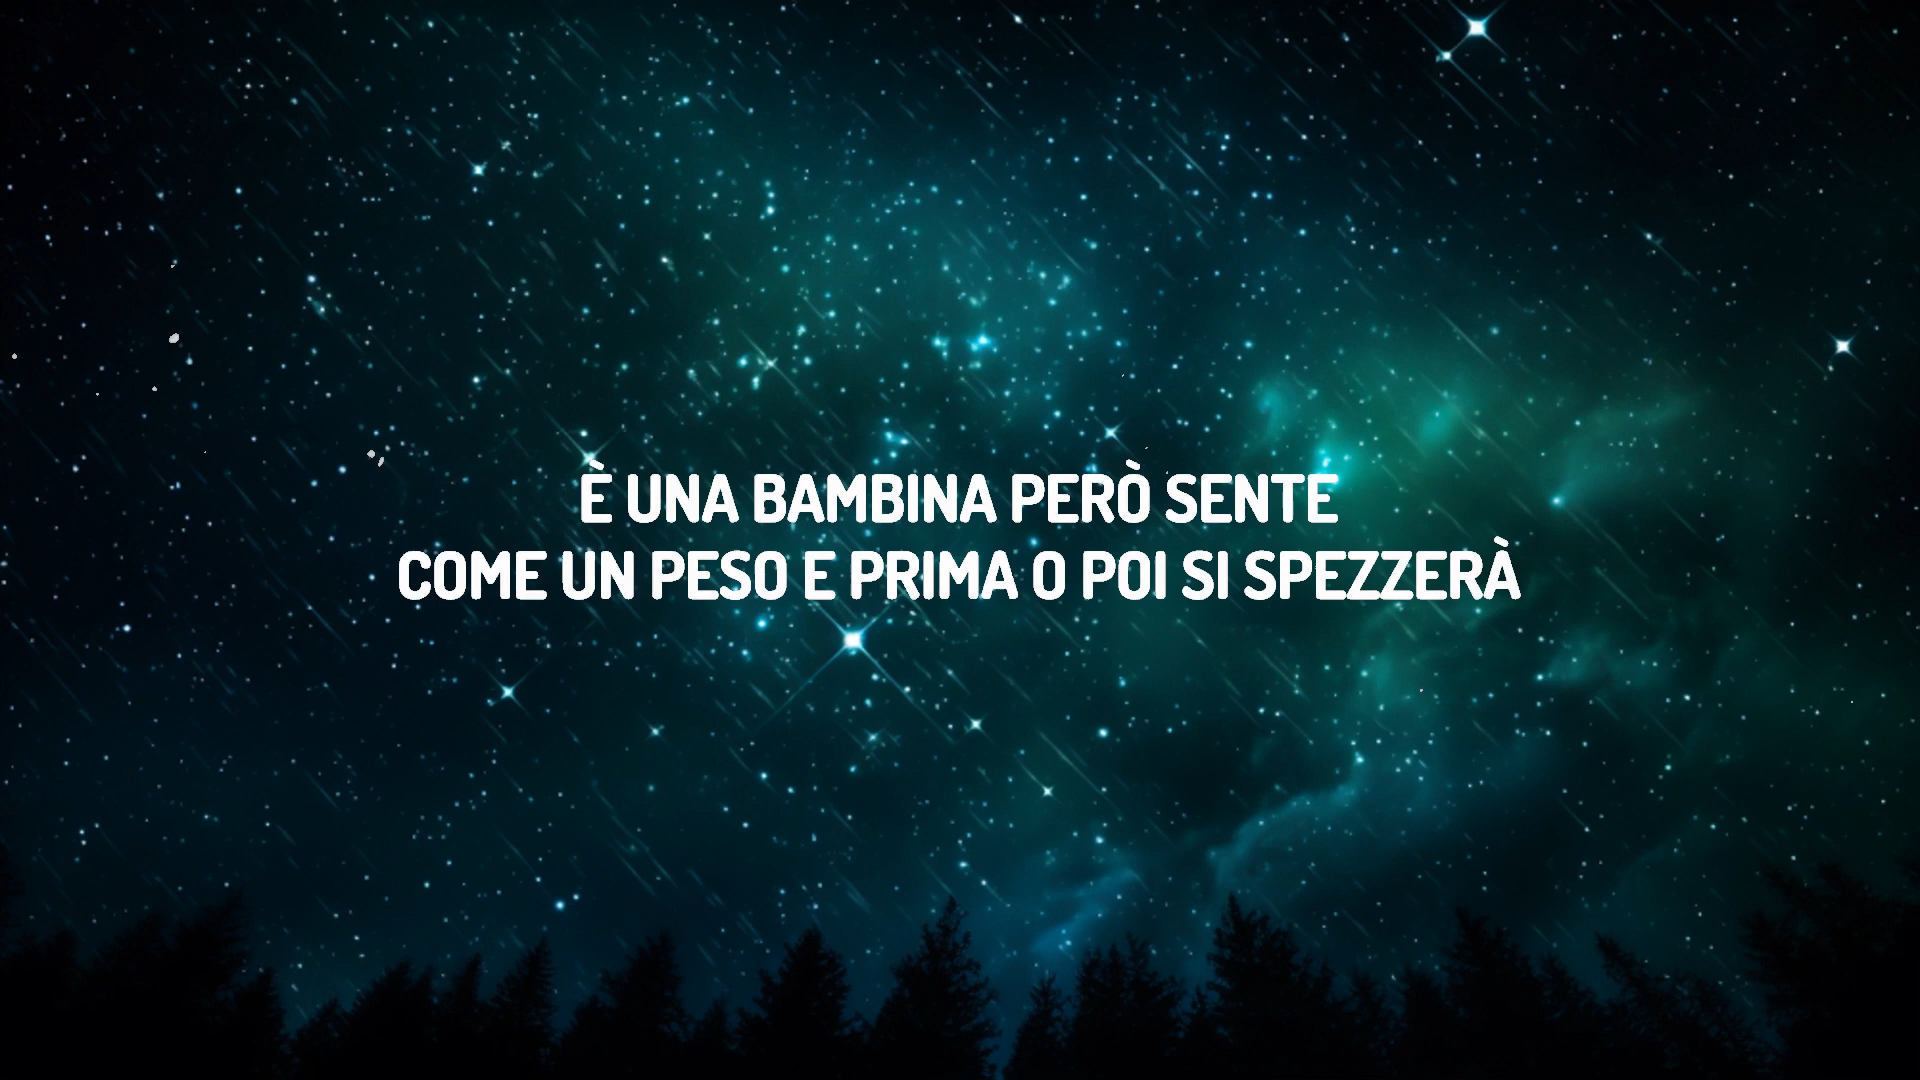 È UNA BAMBINA PERÒ SENTE
COME UN PESO E PRIMA O POI SI SPEZZERÀ